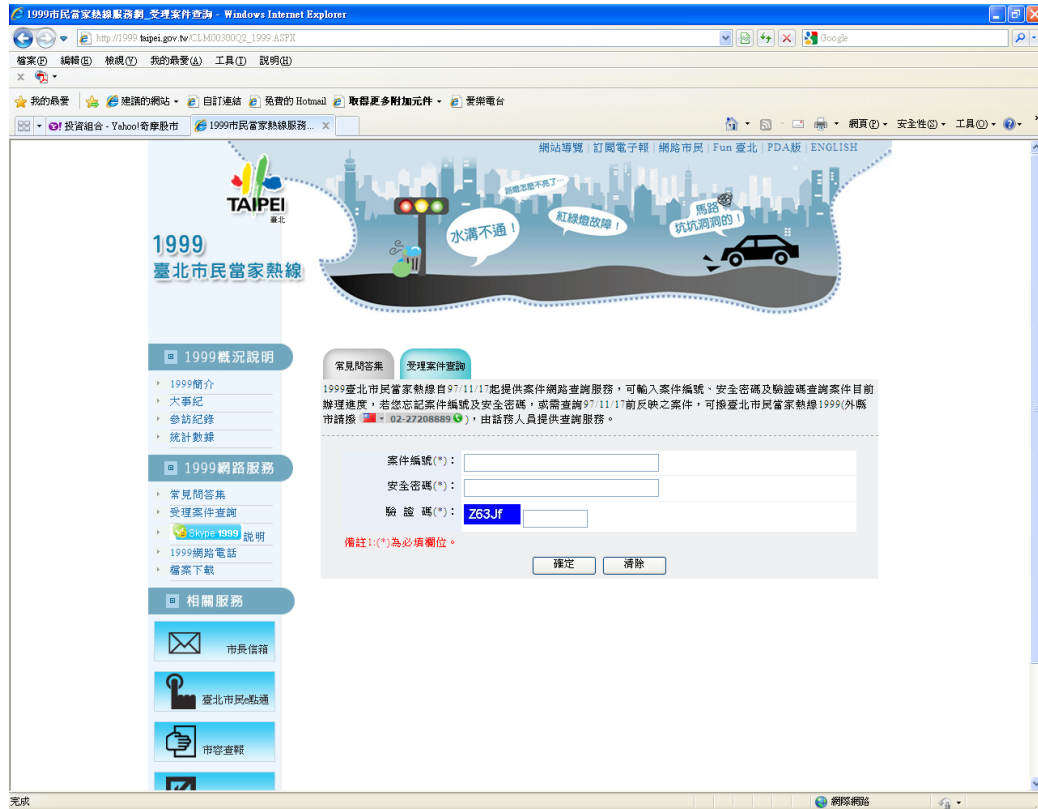 1999市民當家熱線服務網_受理案件查詢 - Windows Internet Explorer
http://1999.taipei.gov.tw/CLM00300Q2_1999.ASPX
Google
檔案(F) 編輯(E) 檢視(V) 我的最愛(A) 工具(T) 說明(H)
x
我的最愛 建議的網站 自訂連結 免費的 Hotmail 取得更多附加元件 愛樂電台
投資組合 - Yahoo!奇摩股市 1999市民當家熱線服務... X 網頁(P) 安全性(S) 工具(O)
網站導覽 | 訂閱電子報 | 網路市民 | Fun 臺北 | PDA版 | ENGLISH
TAIPEI
臺北
1999
臺北市民當家熱線
路燈怎麼不亮了…
水溝不通!
紅綠燈故障!
馬路
坑坑洞洞的!
1999概況說明
1999簡介
大事紀
參訪紀錄
統計數據
1999網路服務
常見問答集
受理案件查詢
Skype 1999 說明
1999網路電話
檔案下載
相關服務
市長信箱
臺北市民e點通
市容查報
常見問答集 受理案件查詢
1999臺北市民當家熱線自97/11/17起提供案件網路查詢服務，可輸入案件編號、安全密碼及驗證碼查詢案件目前
辦理進度，若您忘記案件編號及安全密碼，或需查詢97/11/17前反映之案件，可撥臺北市民當家熱線1999(外縣
市請撥 02-27208889)，由話務人員提供查詢服務。
案件編號(*)：
安全密碼(*)：
驗 證 碼(*)： Z63Jf
備註1:(*)為必填欄位。
確定 清除
完成 網際網路